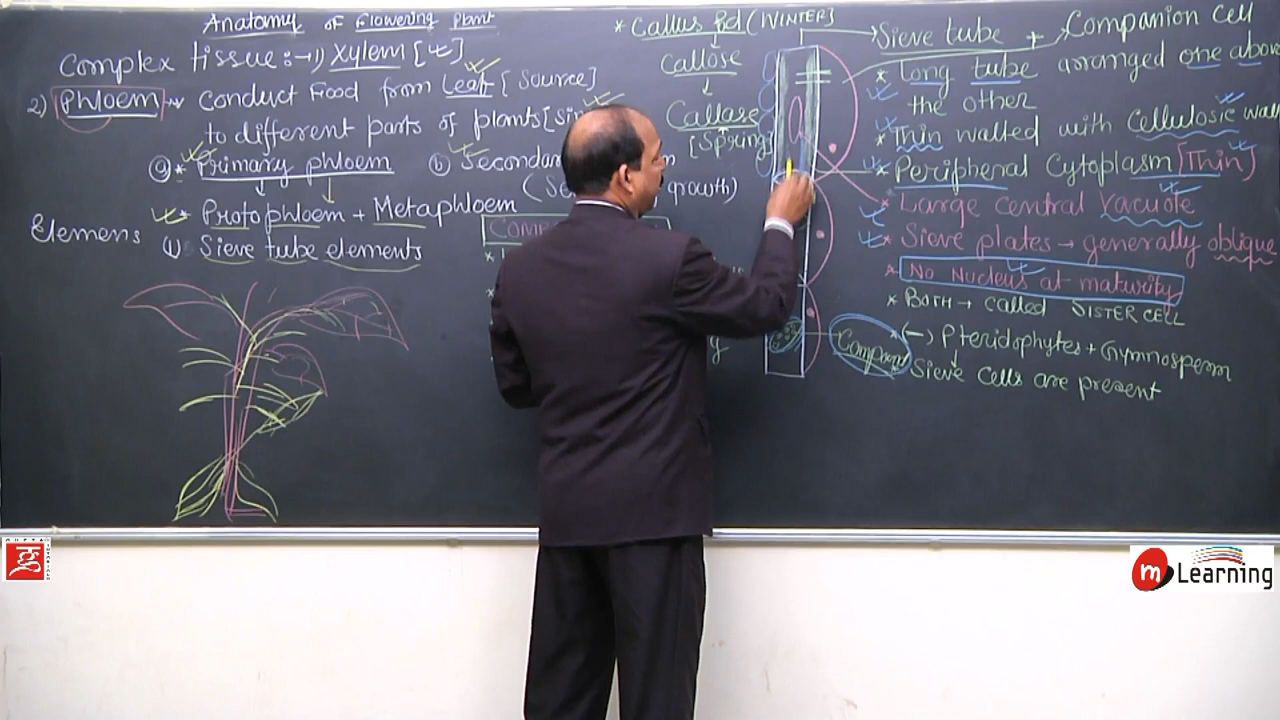 Anatomy of Flowering Plant
Complex tissue :→ 1) Xylem [
2) Phloem → Conduct Food from Leaf [Source]
to different parts of plants [sin
(a) * Primary phloem (b) Secondar
(Se growth)
* Protophloem + Metaphloem
Elemens (1) Sieve tube elements
COM
* Callus Pd (WINTER]
Callose
↓
Callase
[Spring]
Sieve tube + Companion Cell
* Long tube arranged one above
the other
* Thin walled with Cellulosic wall
* Peripheral Cytoplasm [Thin]
* Large central Vacuole
* Sieve plates → generally oblique
* No Nucleus at maturity
* BOTH → called SISTER CELL
* (-) Pteridophytes + Gymnosperm
↓
Sieve Cells are present
Compound
m Learning